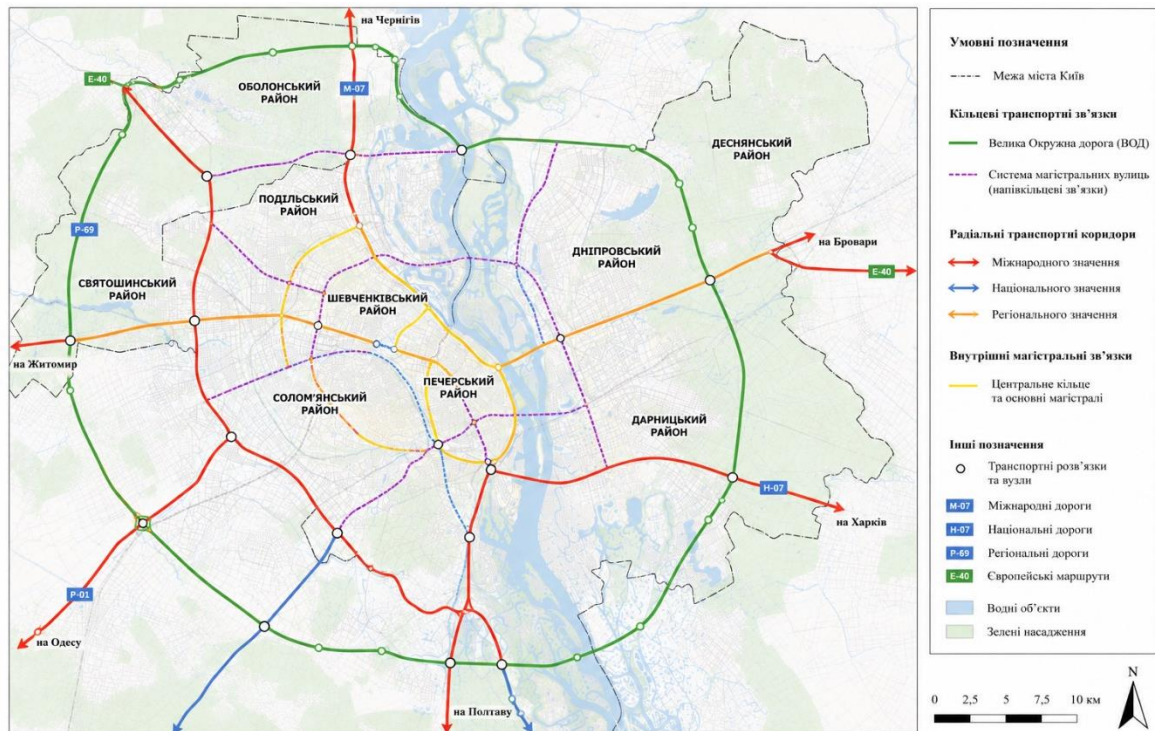 на Чернігів
E-40
ОБОЛОНСЬКИЙ
РАЙОН
M-07
ДЕСНЯНСЬКИЙ
РАЙОН
ПОДІЛЬСЬКИЙ
РАЙОН
P-69
ДНІПРОВСЬКИЙ
РАЙОН
на Бровари
E-40
СВЯТОШИНСЬКИЙ
РАЙОН
ШЕВЧЕНКІВСЬКИЙ
РАЙОН
на Житомир
ПЕЧЕРСЬКИЙ
РАЙОН
СОЛОМ'ЯНСЬКИЙ
РАЙОН
ДАРНИЦЬКИЙ
РАЙОН
H-07
на Харків
P-01
на Одесу
на Полтаву
Умовні позначення
Межа міста Київ
Кільцеві транспортні зв'язки
Велика Окружна дорога (ВОД)
Система магістральних вулиць
(напівкільцеві зв'язки)
Радіальні транспортні коридори
Міжнародного значення
Національного значення
Регіонального значення
Внутрішні магістральні зв'язки
Центральне кільце
та основні магістралі
Інші позначення
Транспортні розв'язки
та вузли
M-07 Міжнародні дороги
H-07 Національні дороги
P-69 Регіональні дороги
E-40 Європейські маршрути
Водні об'єкти
Зелені насадження
0 2,5 5 7,5 10 км
N